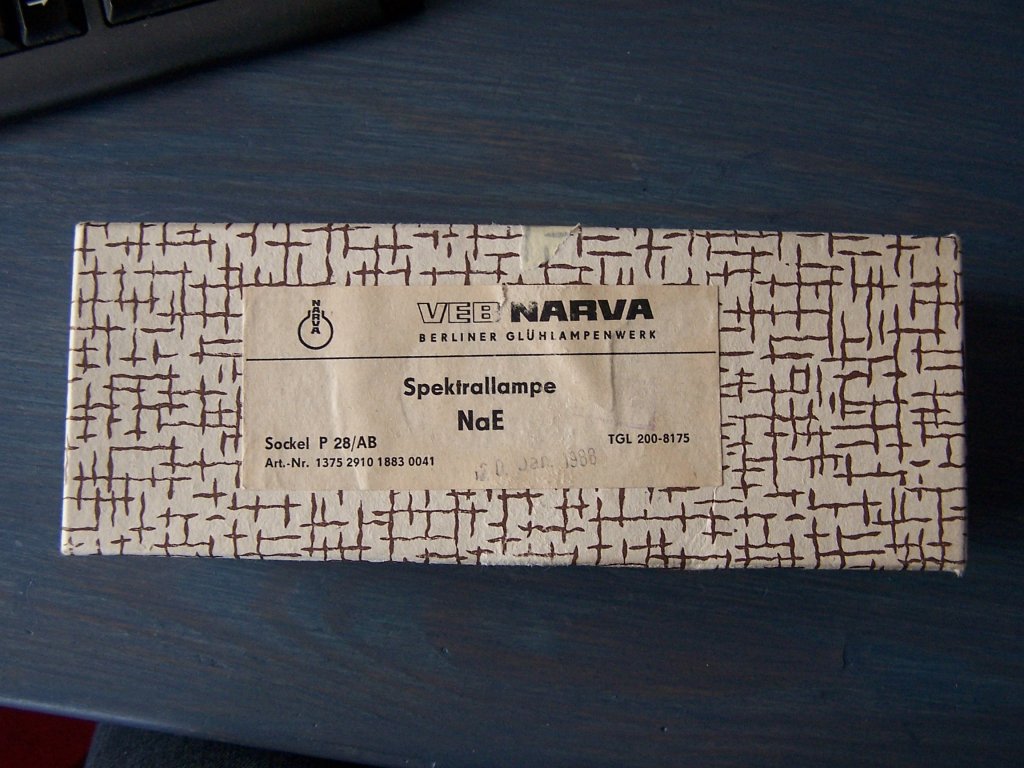 NARVA
VEB NARVA
BERLINER GLÜHLAMPENWERK
Spektrallampe
NaE
Sockel P 28/AB
TGL 200-8175
Art.-Nr. 1375 2910 1883 0041